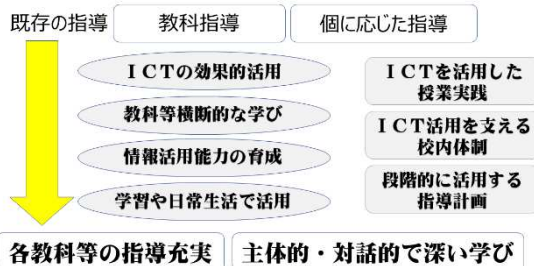 既存の指導
教科指導
個に応じた指導
ICTの効果的活用
教科等横断的な学び
情報活用能力の育成
学習や日常生活で活用
ICTを活用した
授業実践
ICT活用を支える
校内体制
段階的に活用する
指導計画
各教科等の指導充実
主体的・対話的で深い学び